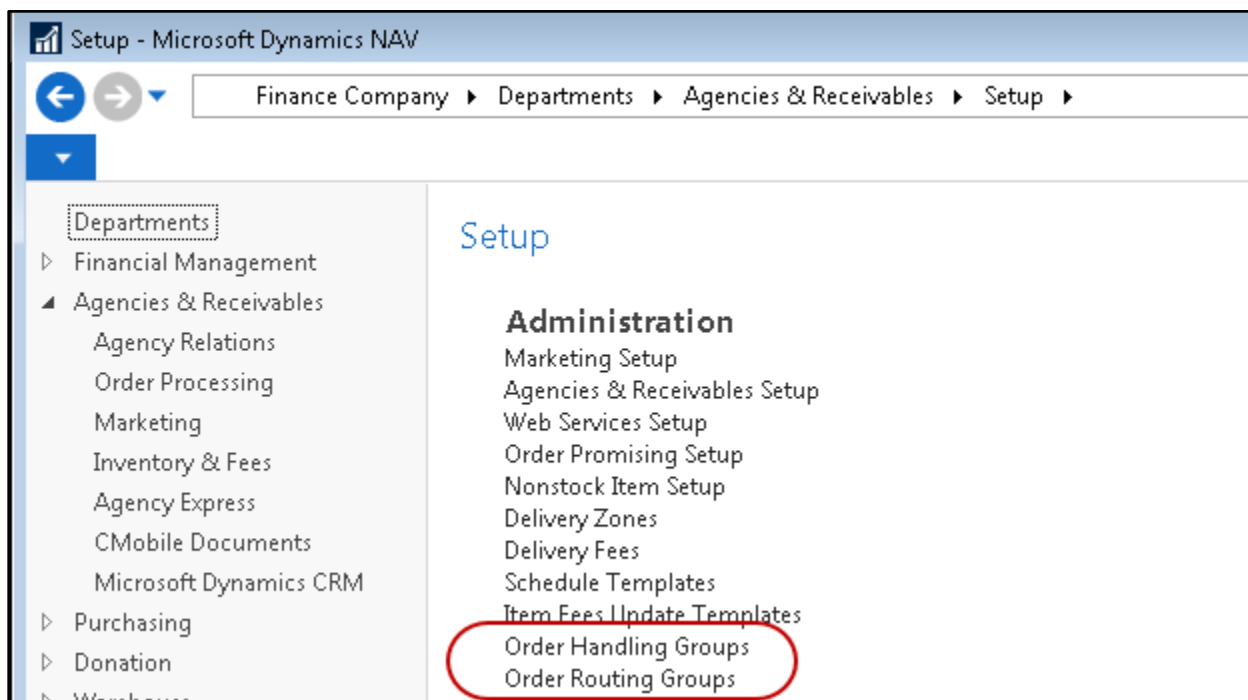 Setup - Microsoft Dynamics NAV
Finance Company ▸ Departments ▸ Agencies & Receivables ▸ Setup ▸
Departments
Financial Management
Agencies & Receivables
Agency Relations
Order Processing
Marketing
Inventory & Fees
Agency Express
CMobile Documents
Microsoft Dynamics CRM
Purchasing
Donation
Warehouse
Setup
Administration
Marketing Setup
Agencies & Receivables Setup
Web Services Setup
Order Promising Setup
Nonstock Item Setup
Delivery Zones
Delivery Fees
Schedule Templates
Item Fees Update Templates
Order Handling Groups
Order Routing Groups